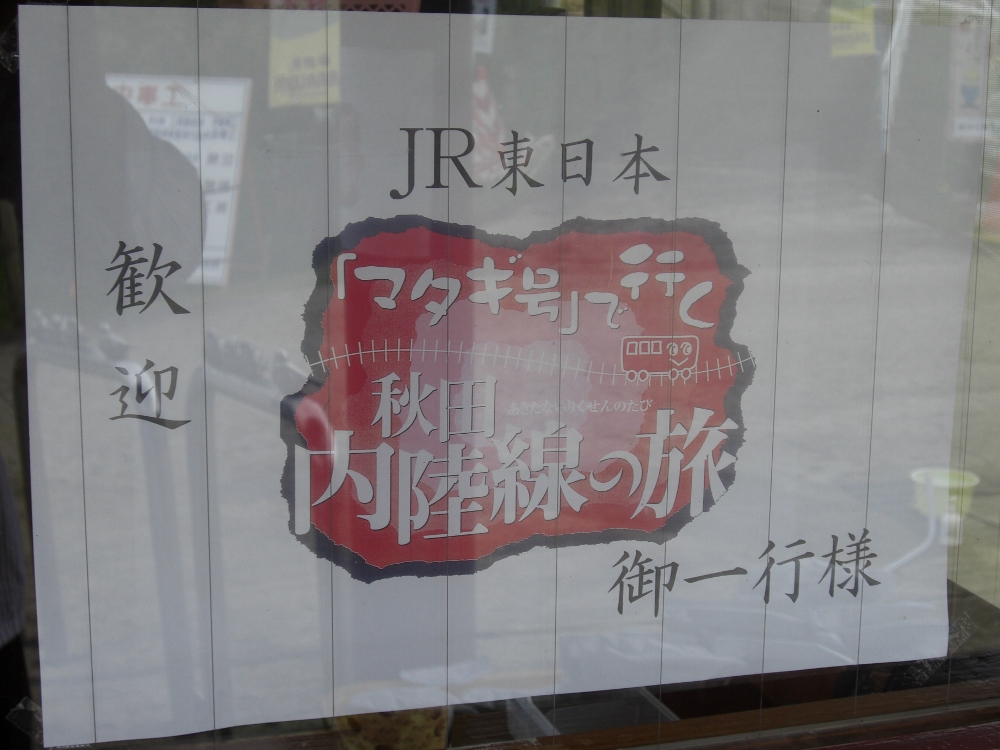 JR東日本
歓迎
「マタギ号」で行く
秋田
あきたないりくせんのたび
内陸線の旅
御一行様